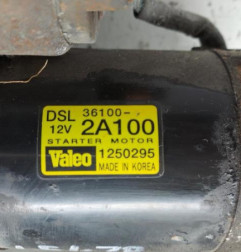 DSL 36100-
12V 2A100
STARTER MOTOR
Valeo 1250295
MADE IN KOREA